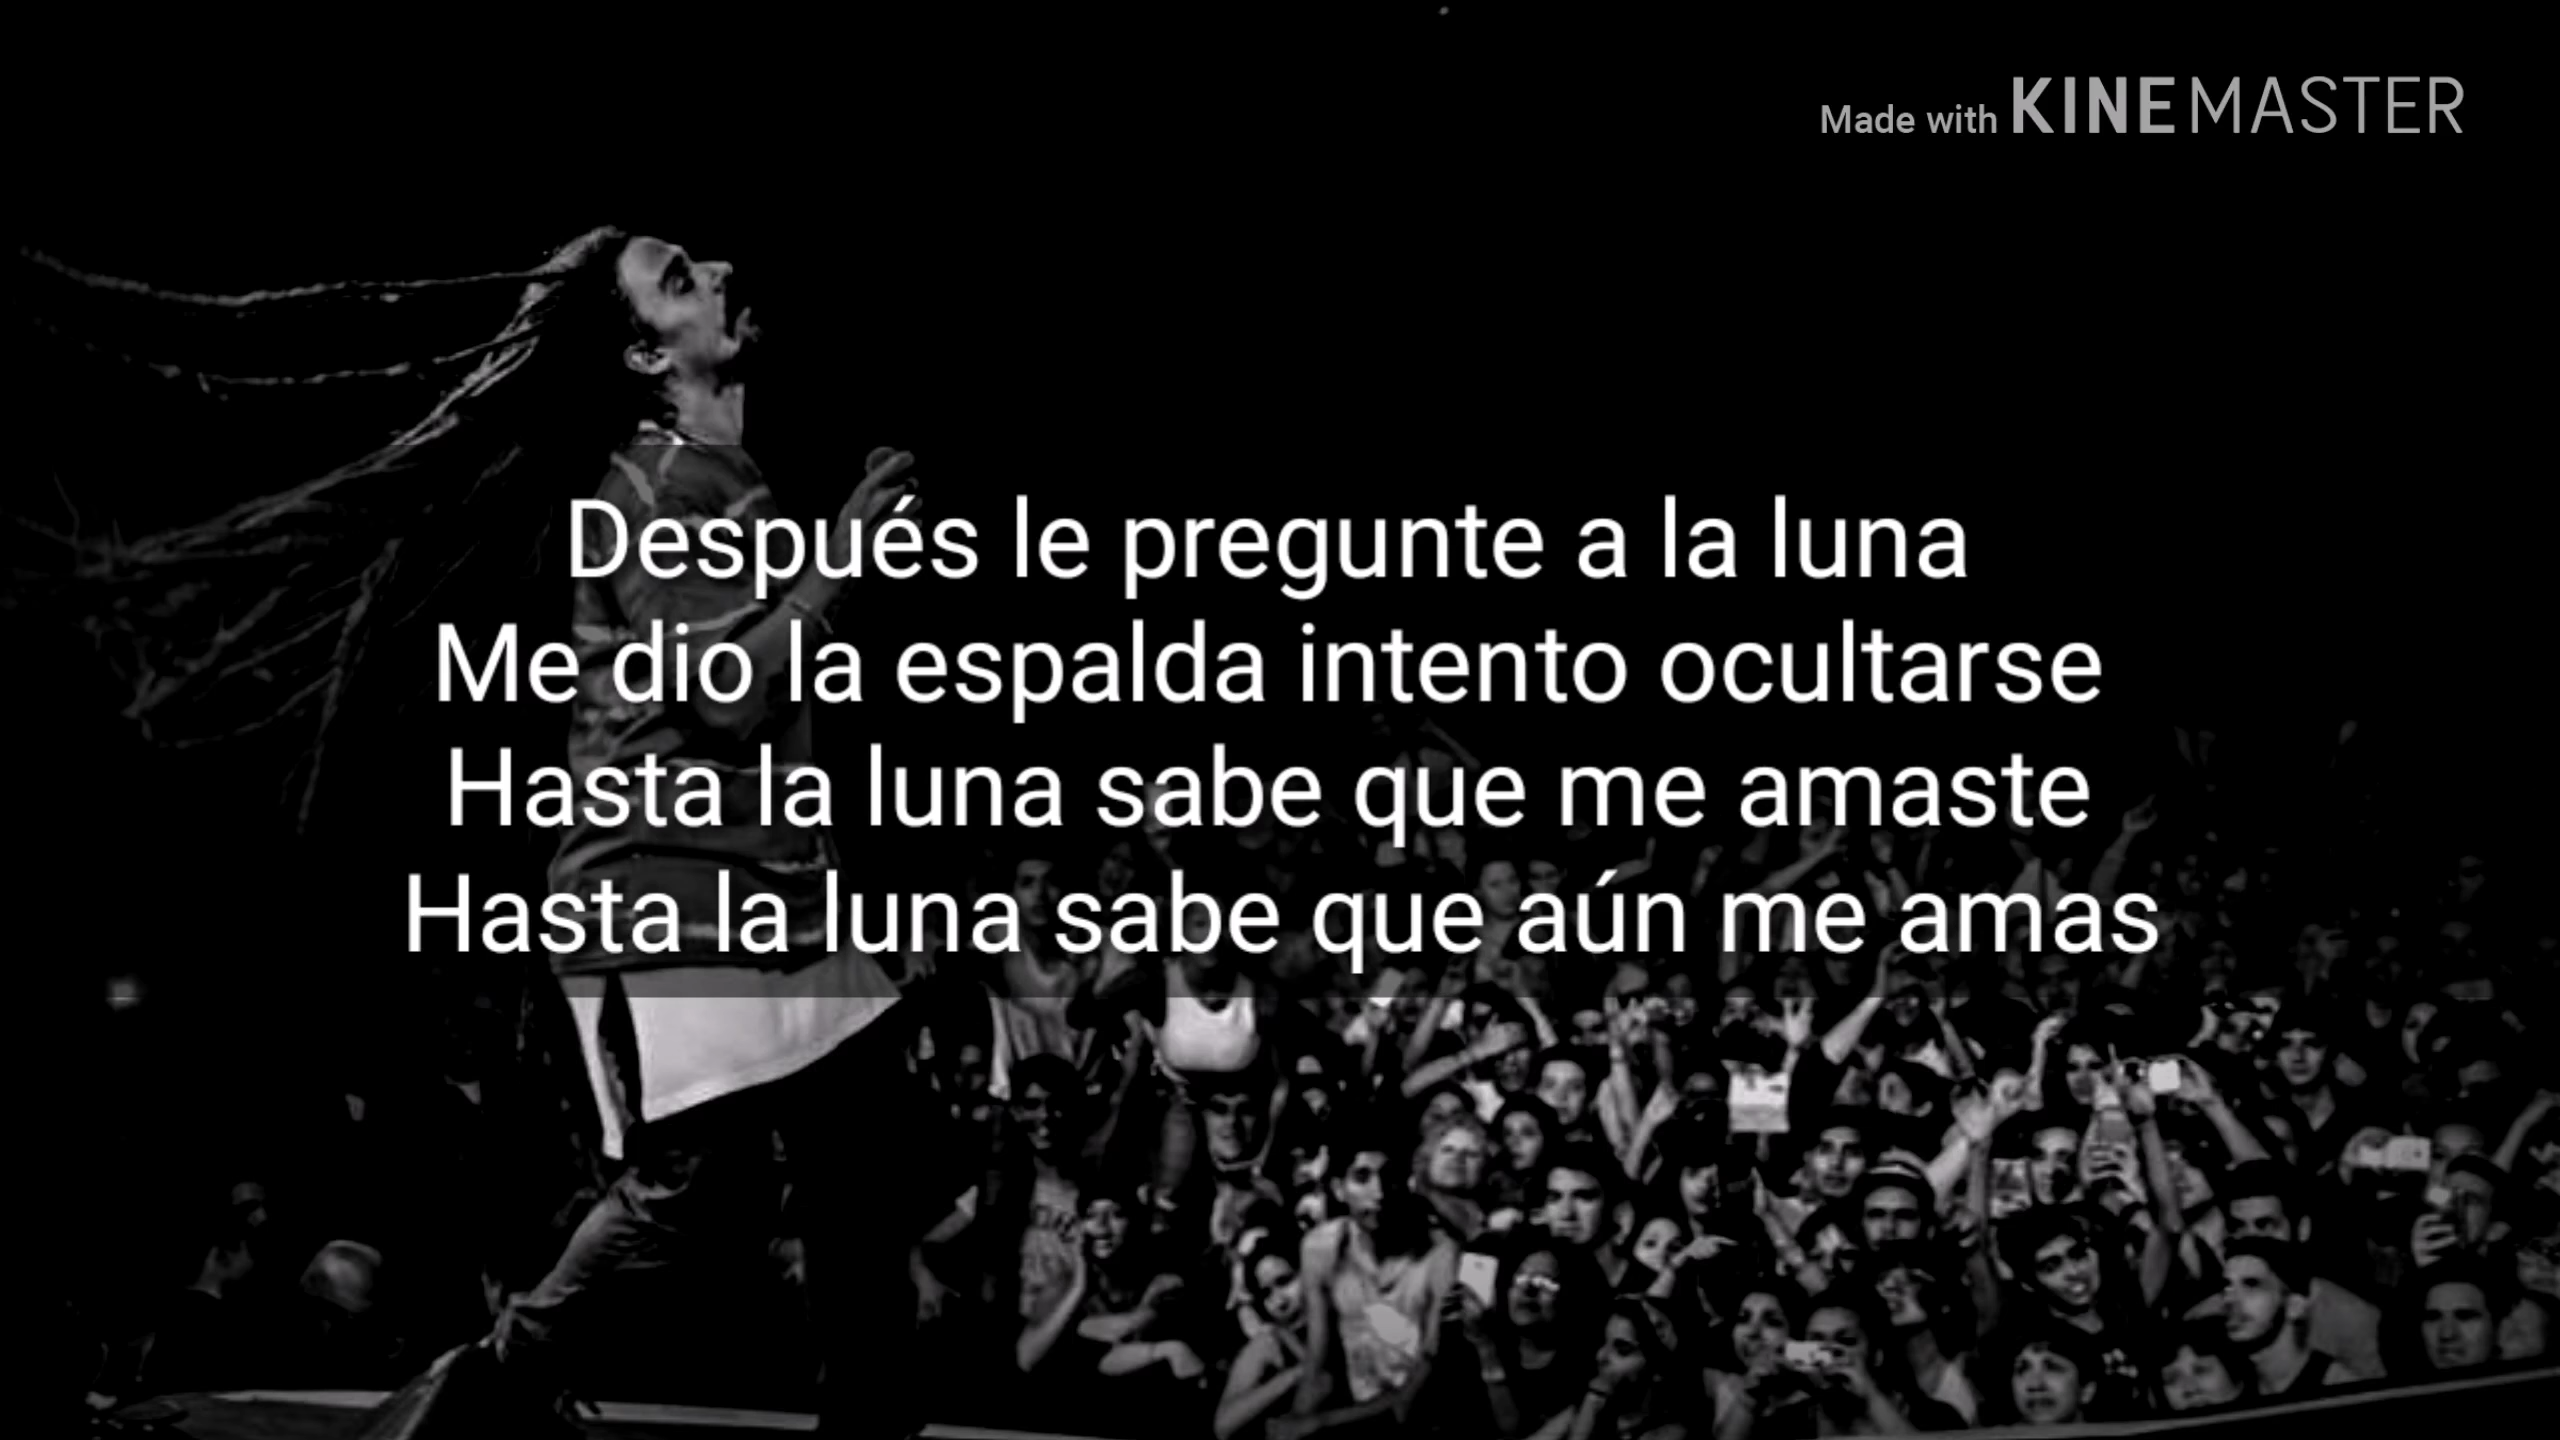 Made with KINEMASTER
Después le pregunte a la luna
Me dio la espalda intento ocultarse
Hasta la luna sabe que me amaste
Hasta la luna sabe que aún me amas